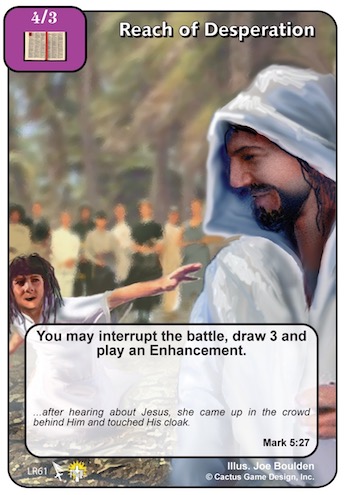 4/3
Reach of Desperation
You may interrupt the battle, draw 3 and
play an Enhancement.
...after hearing about Jesus, she came up in the crowd
behind Him and touched His cloak.
Mark 5:27
Illus. Joe Boulden
LR61
© Cactus Game Design, Inc.